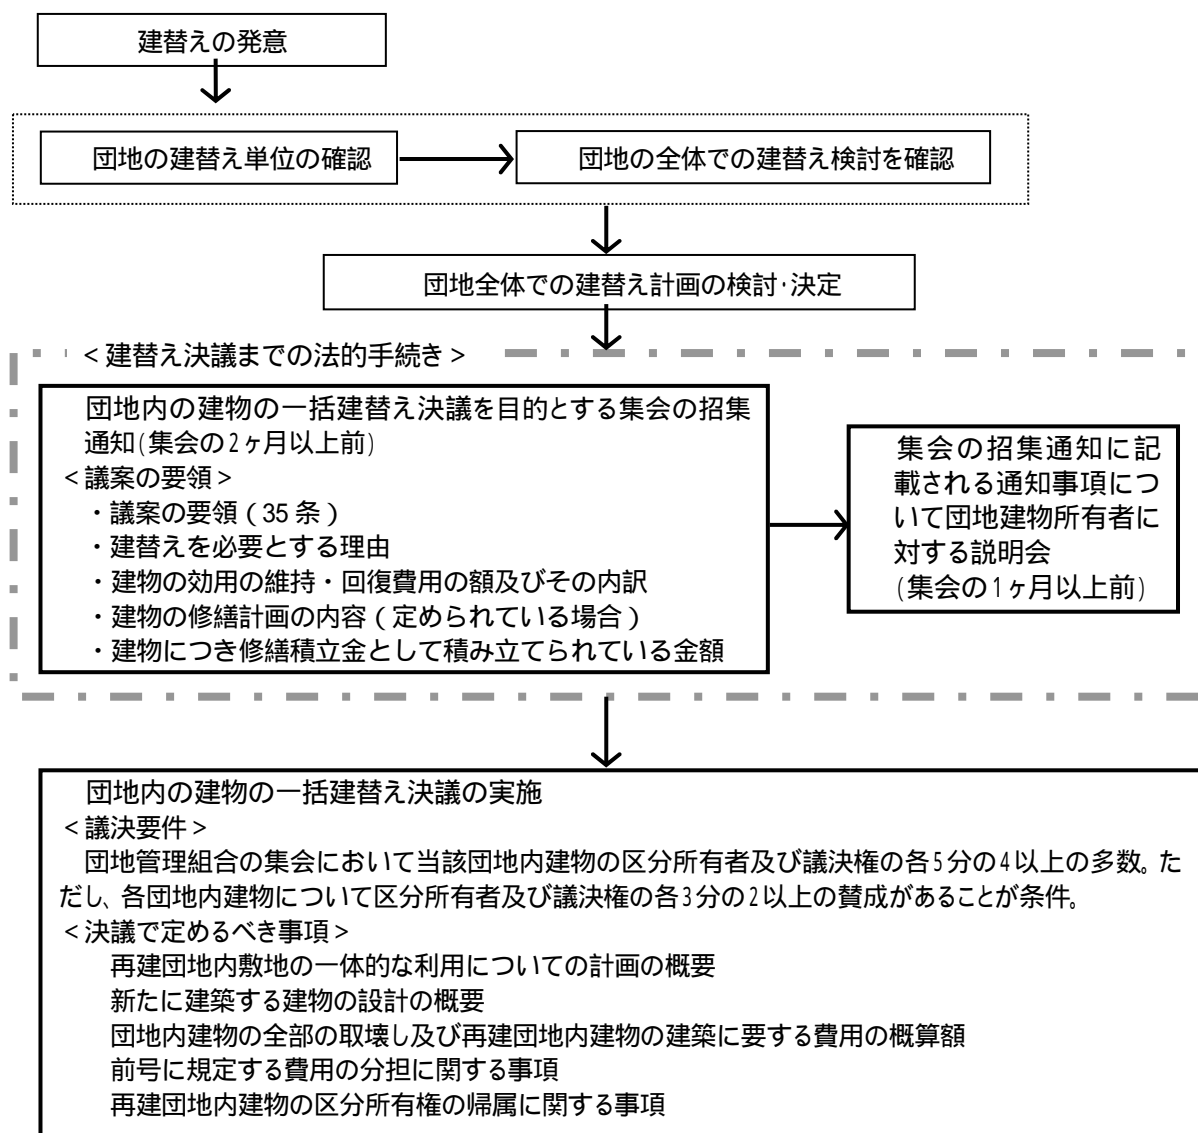 建替えの発意
団地の建替え単位の確認
団地の全体での建替え検討を確認
団地全体での建替え計画の検討･決定
<建替え決議までの法的手続き>
団地内の建物の一括建替え決議を目的とする集会の招集
通知(集会の2ヶ月以上前)
<議案の要領>
・議案の要領(35条)
・建替えを必要とする理由
・建物の効用の維持・回復費用の額及びその内訳
・建物の修繕計画の内容(定められている場合)
・建物につき修繕積立金として積み立てられている金額
集会の招集通知に記
載される通知事項につ
いて団地建物所有者に
対する説明会
(集会の1ヶ月以上前)
団地内の建物の一括建替え決議の実施
<議決要件>
団地管理組合の集会において当該団地内建物の区分所有者及び議決権の各5分の4以上の多数。た
だし、各団地内建物について区分所有者及び議決権の各3分の2以上の賛成があることが条件。
<決議で定めるべき事項>
再建団地内敷地の一体的な利用についての計画の概要
新たに建築する建物の設計の概要
団地内建物の全部の取壊し及び再建団地内建物の建築に要する費用の概算額
前号に規定する費用の分担に関する事項
再建団地内建物の区分所有権の帰属に関する事項